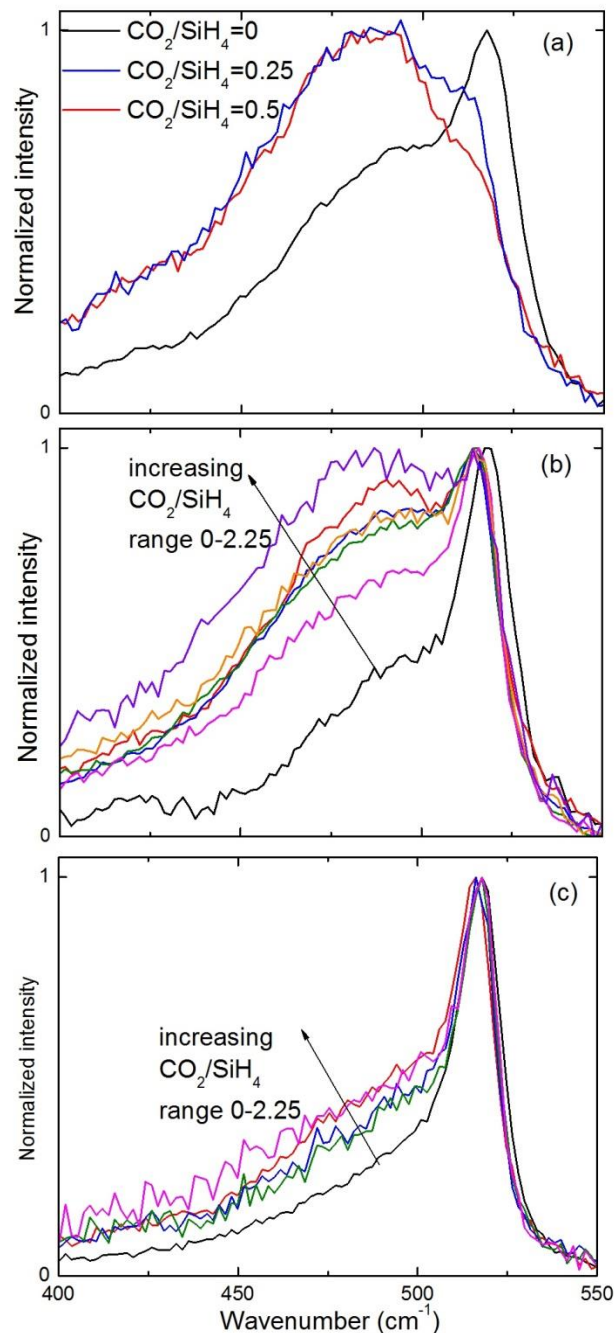 1
(a)
CO₂/SiH₄=0
CO₂/SiH₄=0.25
CO₂/SiH₄=0.5
Normalized intensity
0
1
(b)
increasing
CO₂/SiH₄
range 0-2.25
Normalized intensity
0
1
(c)
increasing
CO₂/SiH₄
range 0-2.25
Normalized intensity
0
400 450 500 550
Wavenumber (cm⁻¹)